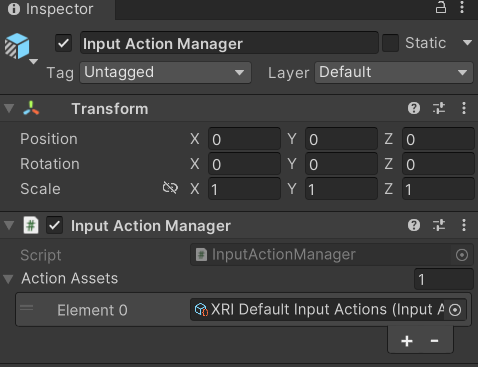 Inspector
Input Action Manager
Static
Tag Untagged Layer Default
Transform
Position X 0 Y 0 Z 0
Rotation X 0 Y 0 Z 0
Scale X 1 Y 1 Z 1
# Input Action Manager
Script # InputActionManager
Action Assets 1
Element 0 XRI Default Input Actions (Input A
+ -